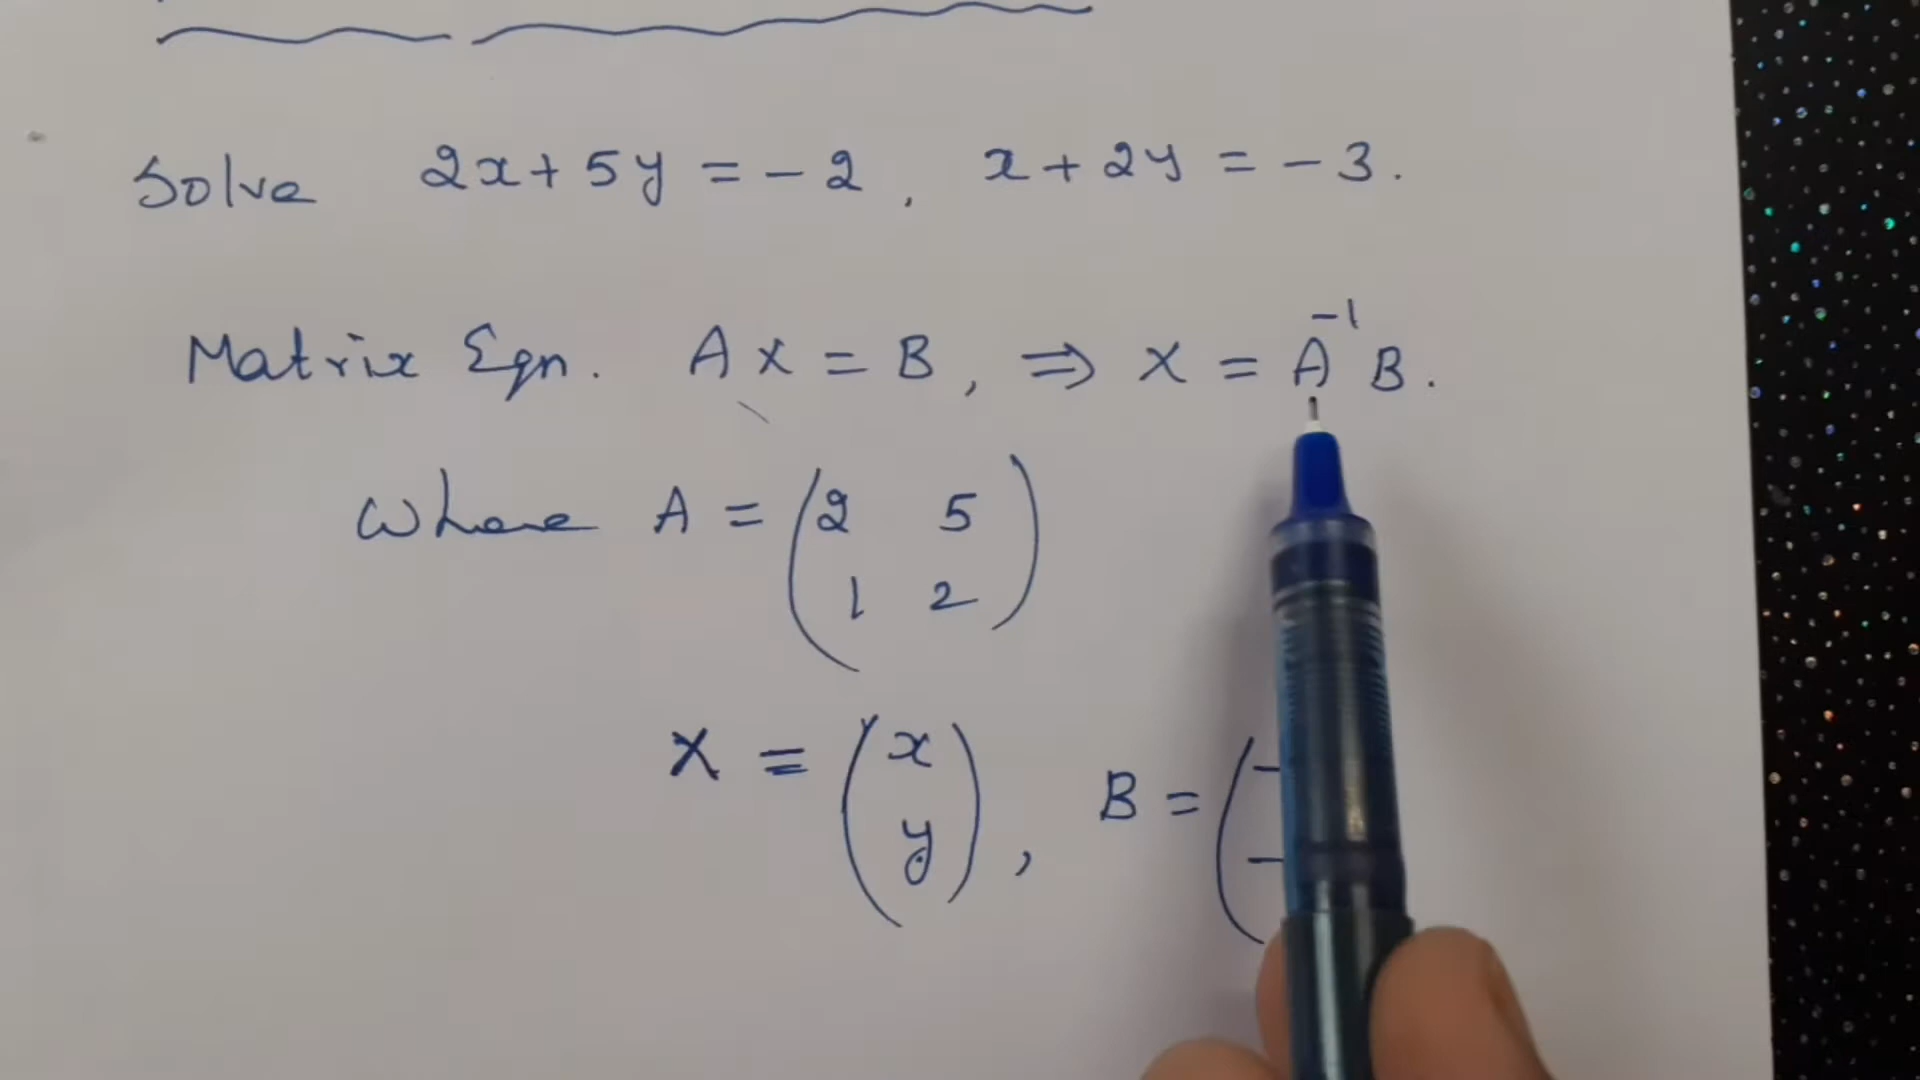 Solve 2x+5y=-2, x+2y=-3.
Matrix Eqn. AX=B, ⇒ X=A⁻¹B.
Where A = (2 5
1 2)
X = (x
y), B = (-
-